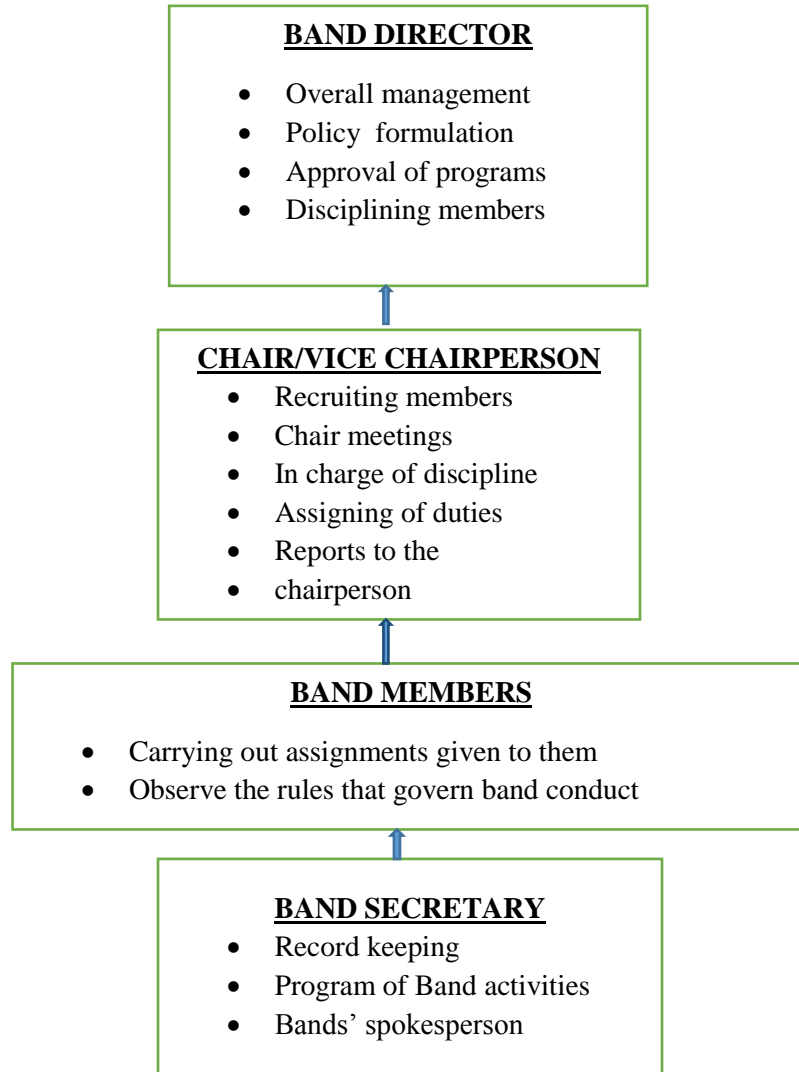 BAND DIRECTOR
• Overall management
• Policy formulation
• Approval of programs
• Disciplining members
CHAIR/VICE CHAIRPERSON
• Recruiting members
• Chair meetings
• In charge of discipline
• Assigning of duties
• Reports to the
• chairperson
BAND MEMBERS
• Carrying out assignments given to them
• Observe the rules that govern band conduct
BAND SECRETARY
• Record keeping
• Program of Band activities
• Bands’ spokesperson